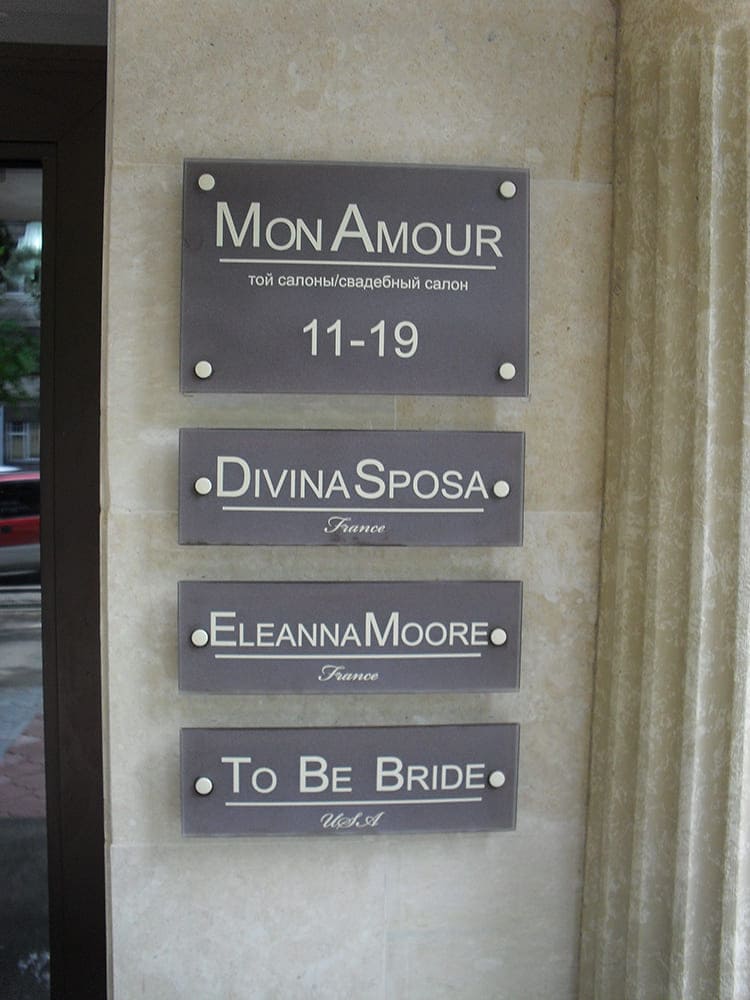 MON AMOUR
той салоны/свадебный салон
11-19
DIVINA SPOSA
France
ELEANNA MOORE
France
TO BE BRIDE
USA